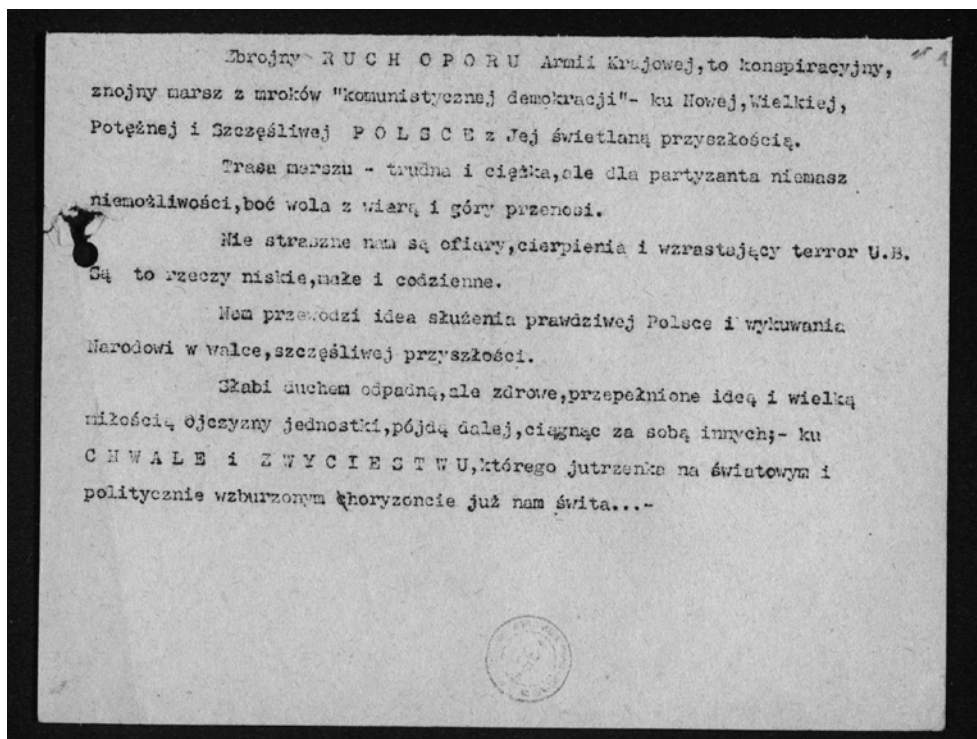 Zbrojny R U C H O P O R U Armii Krajowej,to konspiracyjny,
znojny marsz z mroków "komunistycznej demokracji"- ku Nowej,Wielkiej,
Potężnej i Szczęśliwej P O L S C E z Jej świetlaną przyszłością.
Trasa marszu - trudna i ciężka,ale dla partyzanta niemasz
niemożliwości,boć wola z wiarą i góry przenosi.
Nie straszne nam są ofiary,cierpienia i wzrastający terror U.B.
Są to rzeczy niskie,małe i codzienne.
Nam przewodzi idea służenia prawdziwej Polsce i wykuwania
Narodowi w walce,szczęśliwej przyszłości.
Słabi duchem odpadną,ale zdrowe,przepełnione ideą i wielką
miłością Ojczyzny jednostki,pójdą dalej,ciągnąc za sobą innych;- ku
C H W A L E i Z W Y C I E S T W U,którego jutrzenka na światowym i
politycznie wzburzonym horyzoncie już nam świta...-